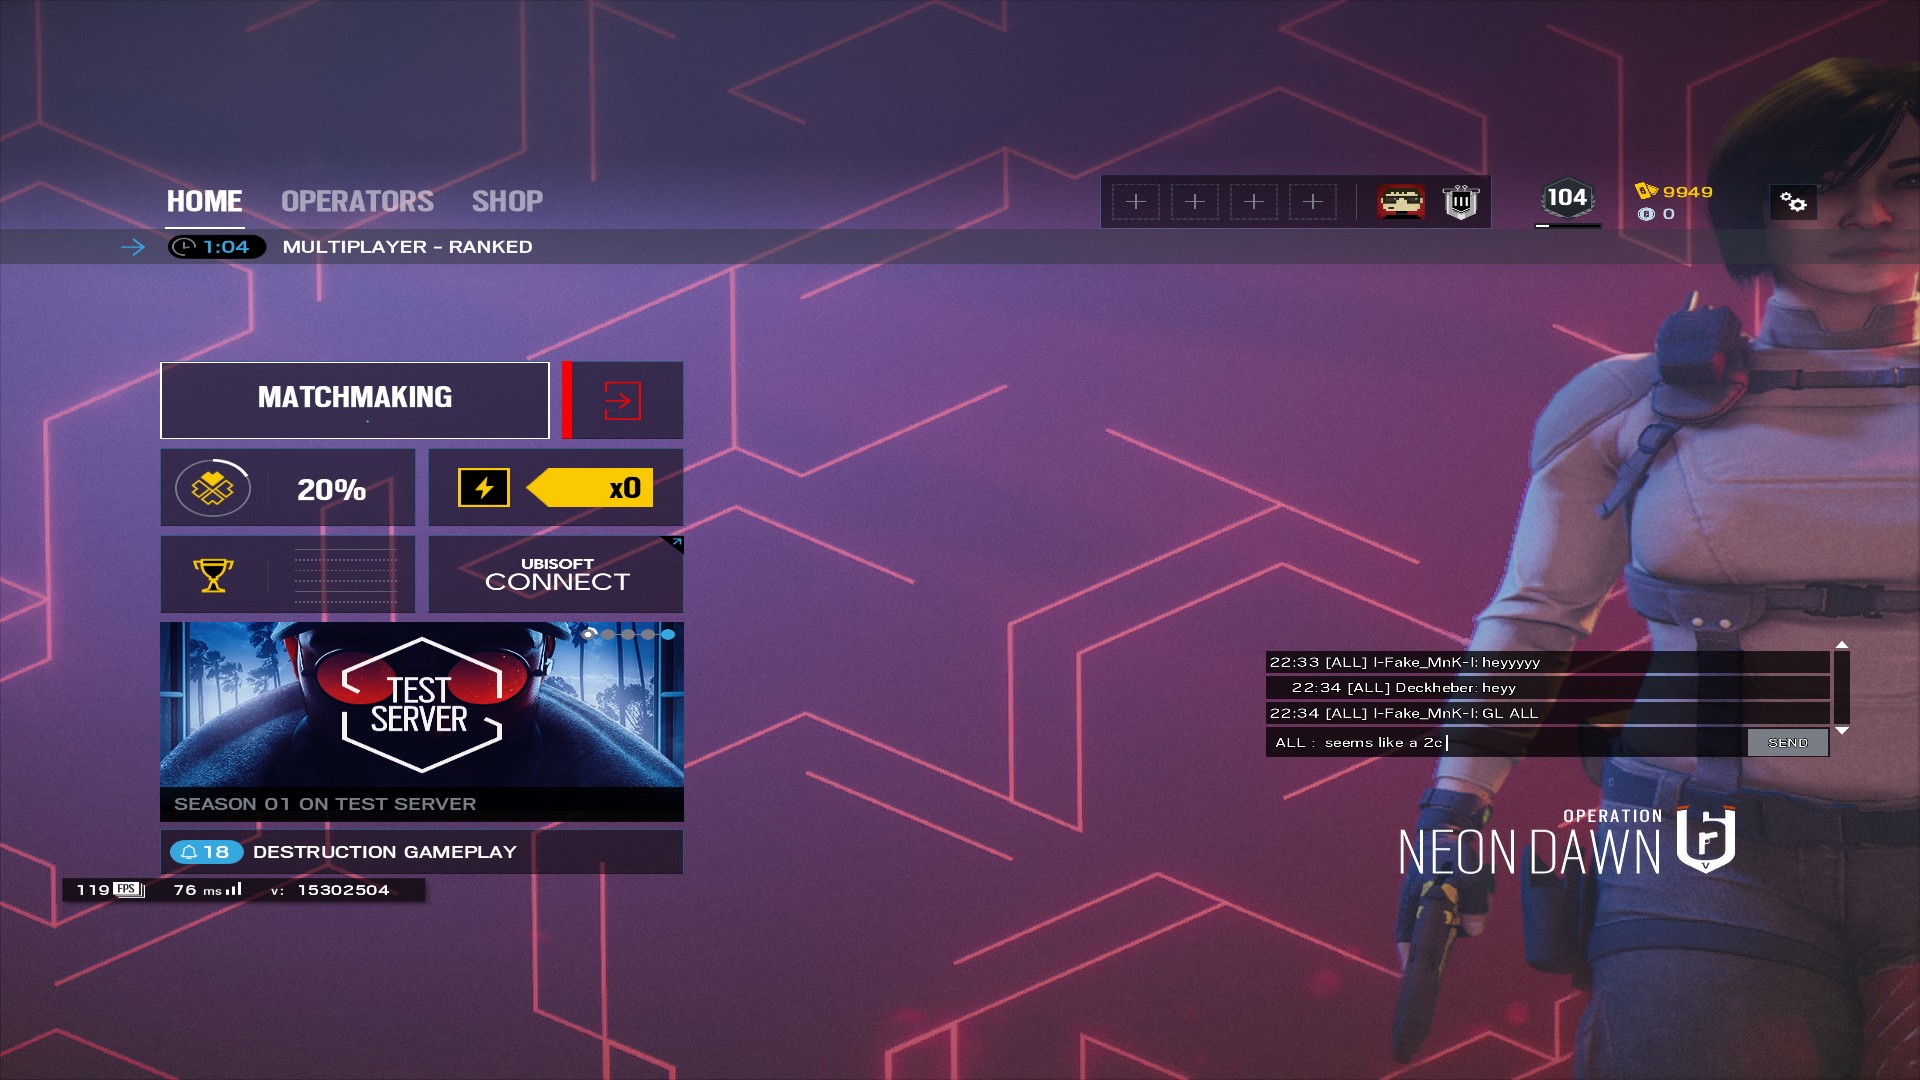 HOME OPERATORS SHOP
104
9949
0
1:04 MULTIPLAYER - RANKED
MATCHMAKING
20%
x0
UBISOFT
CONNECT
TEST
SERVER
SEASON 01 ON TEST SERVER
18 DESTRUCTION GAMEPLAY
119 FPS 76 ms v: 15302504
22:33 [ALL] I-Fake_MnK-I: heyyyyy
22:34 [ALL] Deckheber: heyy
22:34 [ALL] I-Fake_MnK-I: GL ALL
ALL : seems like a 2c
SEND
OPERATION
NEON DAWN